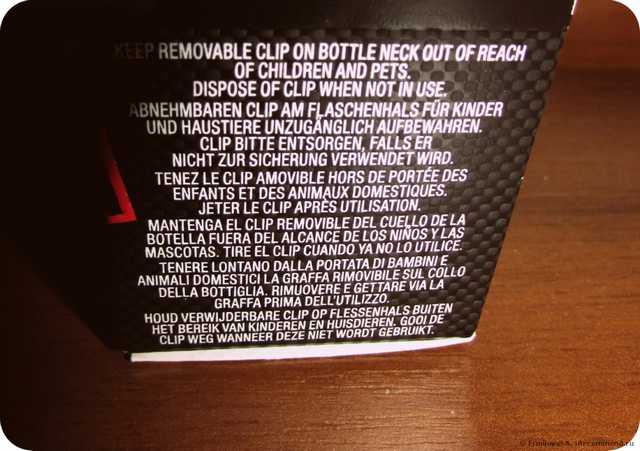 KEEP REMOVABLE CLIP ON BOTTLE NECK OUT OF REACH
OF CHILDREN AND PETS.
DISPOSE OF CLIP WHEN NOT IN USE.
ABNEHMBAREN CLIP AM FLASCHENHALS FÜR KINDER
UND HAUSTIERE UNZUGÄNGLICH AUFBEWAHREN.
CLIP BITTE ENTSORGEN, FALLS ER
NICHT ZUR SICHERUNG VERWENDET WIRD.
TENEZ LE CLIP AMOVIBLE HORS DE PORTÉE DES
ENFANTS ET DES ANIMAUX DOMESTIQUES.
JETER LE CLIP APRÈS UTILISATION.
MANTENGA EL CLIP REMOVIBLE DEL CUELLO DE LA
BOTELLA FUERA DEL ALCANCE DE LOS NIÑOS Y LAS
MASCOTAS. TIRE EL CLIP CUANDO YA NO LO UTILICE.
TENERE LONTANO DALLA PORTATA DI BAMBINI E
ANIMALI DOMESTICI LA GRAFFA RIMOVIBILE SUL COLLO
DELLA BOTTIGLIA. RIMUOVERE E GETTARE VIA LA
GRAFFA PRIMA DELL'UTILIZZO.
HOUD VERWIJDERBARE CLIP OP FLESSENHALS BUITEN
HET BEREIK VAN KINDEREN EN HUISDIEREN. GOOI DE
CLIP WEG WANNEER DEZE NIET WORDT GEBRUIKT.